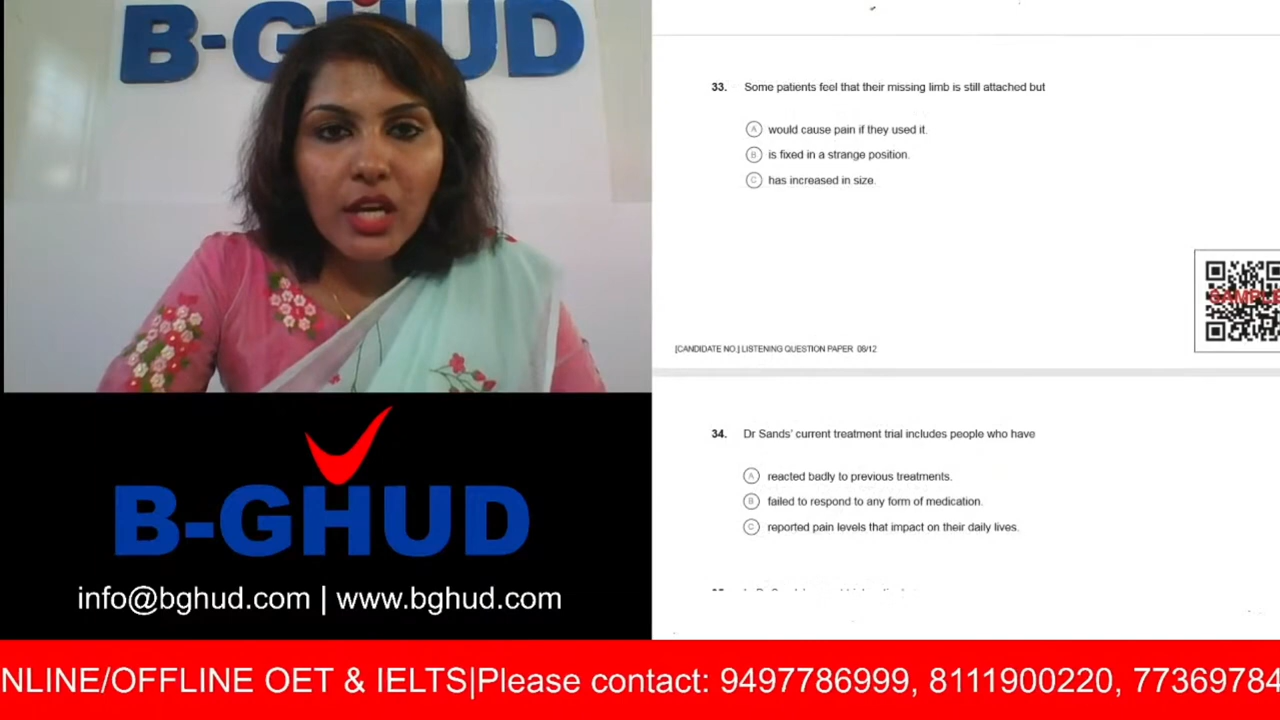 B-GHUD
33. Some patients feel that their missing limb is still attached but
A would cause pain if they used it.
B is fixed in a strange position.
C has increased in size.
SAMPLE
[CANDIDATE NO.] LISTENING QUESTION PAPER 08/12
34. Dr Sands' current treatment trial includes people who have
A reacted badly to previous treatments.
B failed to respond to any form of medication.
C reported pain levels that impact on their daily lives.
B-GHUD
info@bghud.com | www.bghud.com
NLINE/OFFLINE OET & IELTS|Please contact: 9497786999, 8111900220, 77369784